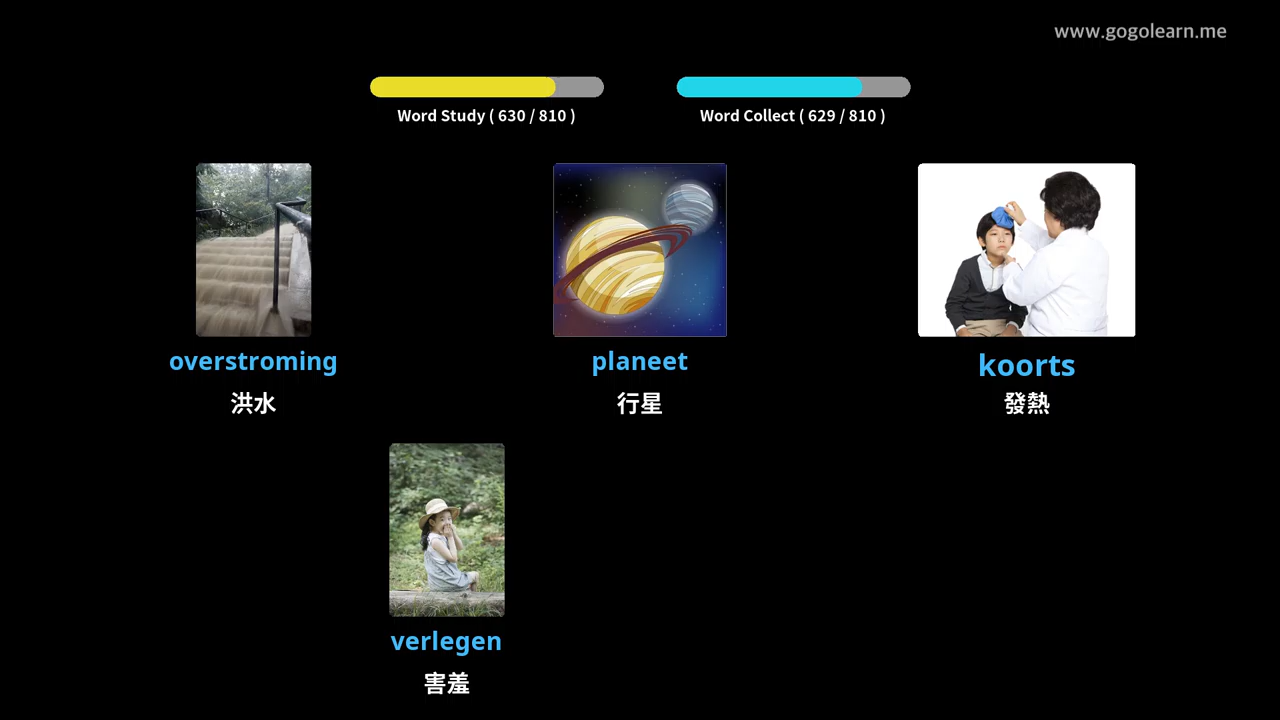 www.gogolearn.me
Word Study ( 630 / 810 )
Word Collect ( 629 / 810 )
overstroming
洪水
planeet
行星
koorts
發熱
verlegen
害羞